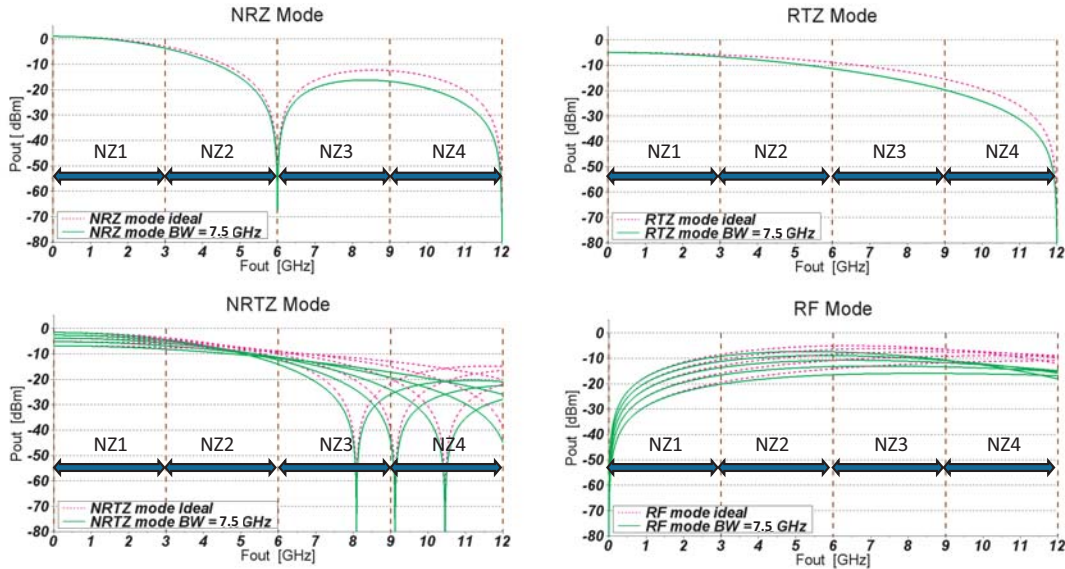 NRZ Mode
Pout [ dBm]
0
-10
-20
-30
-40
-50
-60
-70
-80
NZ1 NZ2 NZ3 NZ4
NRZ mode ideal
NRZ mode BW = 7.5 GHz
0 1 2 3 4 5 6 7 8 9 10 11 12
Fout [GHz]
RTZ Mode
Pout [dBm]
0
-10
-20
-30
-40
-50
-60
-70
-80
NZ1 NZ2 NZ3 NZ4
RTZ mode ideal
RTZ mode BW = 7.5 GHz
0 1 2 3 4 5 6 7 8 9 10 11 12
Fout [GHz]
NRTZ Mode
Pout [dBm]
0
-10
-20
-30
-40
-50
-60
-70
-80
NZ1 NZ2 NZ3 NZ4
NRTZ mode Ideal
NRTZ mode BW = 7.5 GHz
0 1 2 3 4 5 6 7 8 9 10 11 12
Fout [GHz]
RF Mode
Pout [dBm]
0
-10
-20
-30
-40
-50
-60
-70
-80
NZ1 NZ2 NZ3 NZ4
RF mode ideal
RF mode BW = 7.5 GHz
0 1 2 3 4 5 6 7 8 9 10 11 12
Fout [GHz]